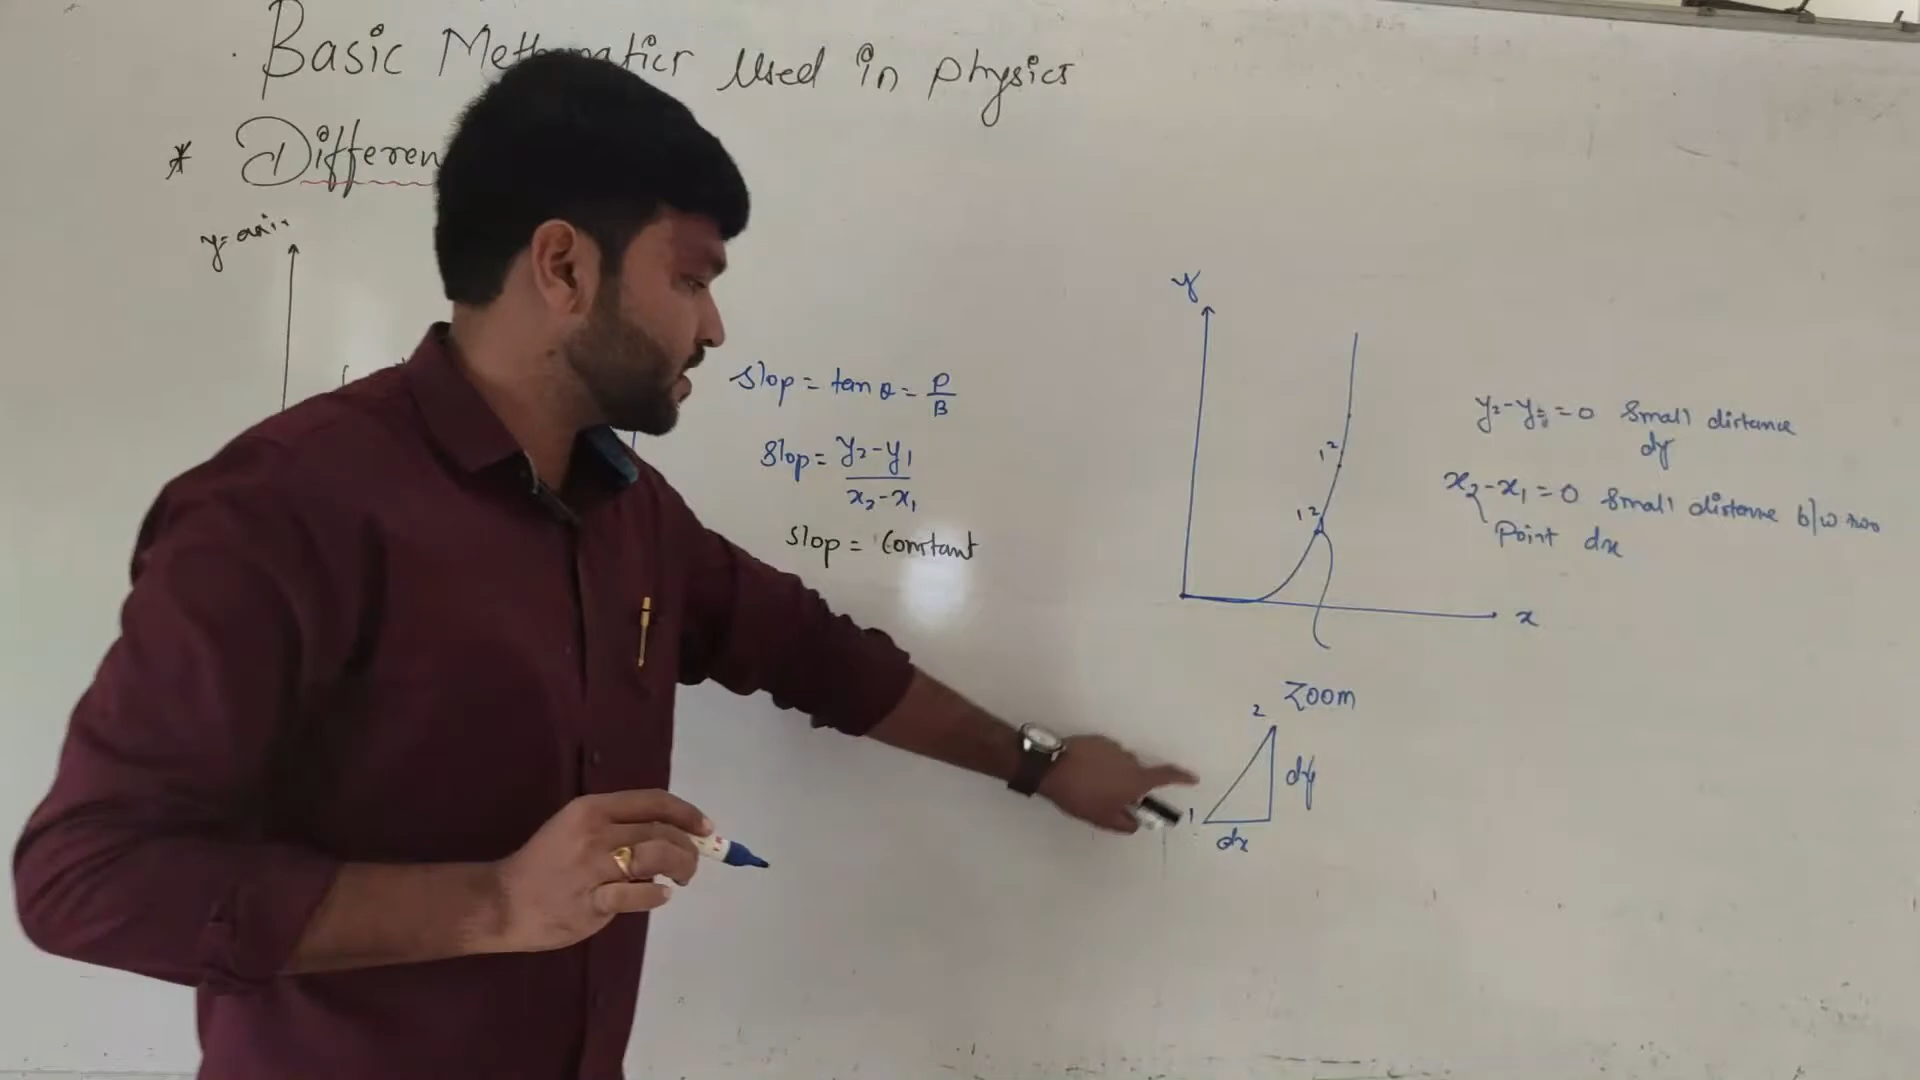 Basic Methematics Used in physics
* Differen
y-axis
Slop = tan θ = P/B
Slop = y₂-y₁/x₂-x₁
Slop = Constant
y
1 2
1 2
x
y₂-y₁ = 0 Small distance
dy
x₂-x₁ = 0 Small distance b/w two
Point dx
Zoom
2
dy
1
dx